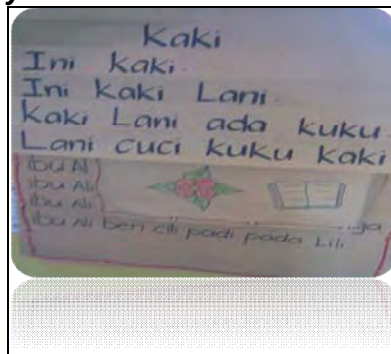 Kaki
Ini kaki.
Ini kaki Lani
Kaki Lani ada kuku
Lani cuci kuku kaki
ibu Al
ibu Ali
ibu Ali
ibu Ali beri cili padi pada Lili